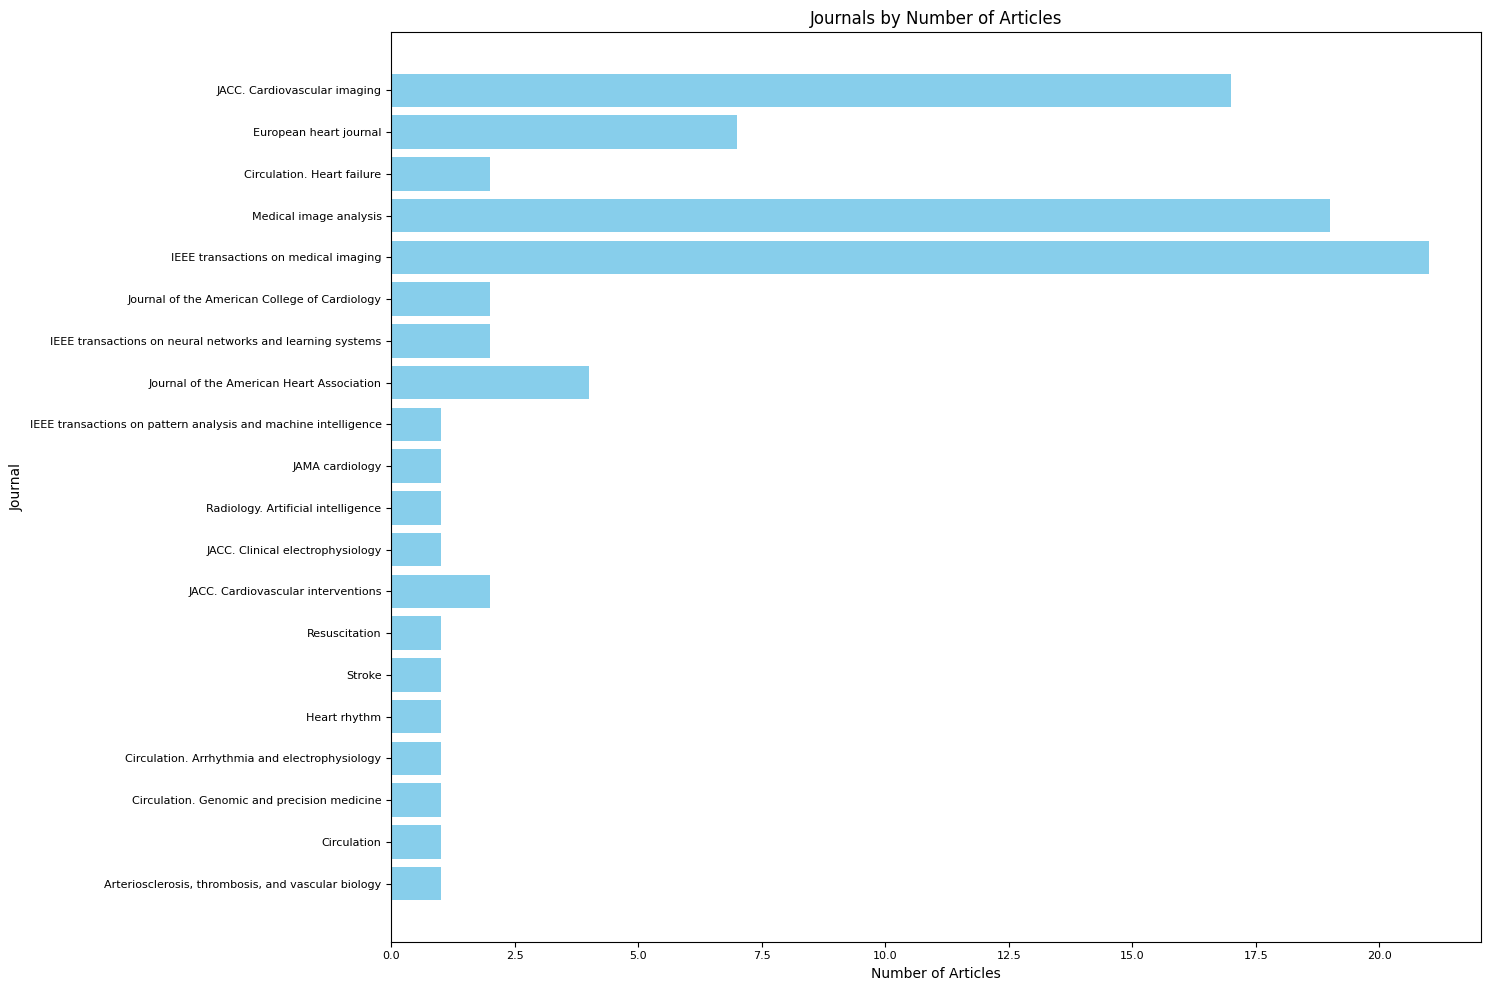 Journals by Number of Articles
JACC. Cardiovascular imaging
European heart journal
Circulation. Heart failure
Medical image analysis
IEEE transactions on medical imaging
Journal of the American College of Cardiology
IEEE transactions on neural networks and learning systems
Journal of the American Heart Association
IEEE transactions on pattern analysis and machine intelligence
JAMA cardiology
Radiology. Artificial intelligence
JACC. Clinical electrophysiology
JACC. Cardiovascular interventions
Resuscitation
Stroke
Heart rhythm
Circulation. Arrhythmia and electrophysiology
Circulation. Genomic and precision medicine
Circulation
Arteriosclerosis, thrombosis, and vascular biology
Journal
0.0 2.5 5.0 7.5 10.0 12.5 15.0 17.5 20.0
Number of Articles